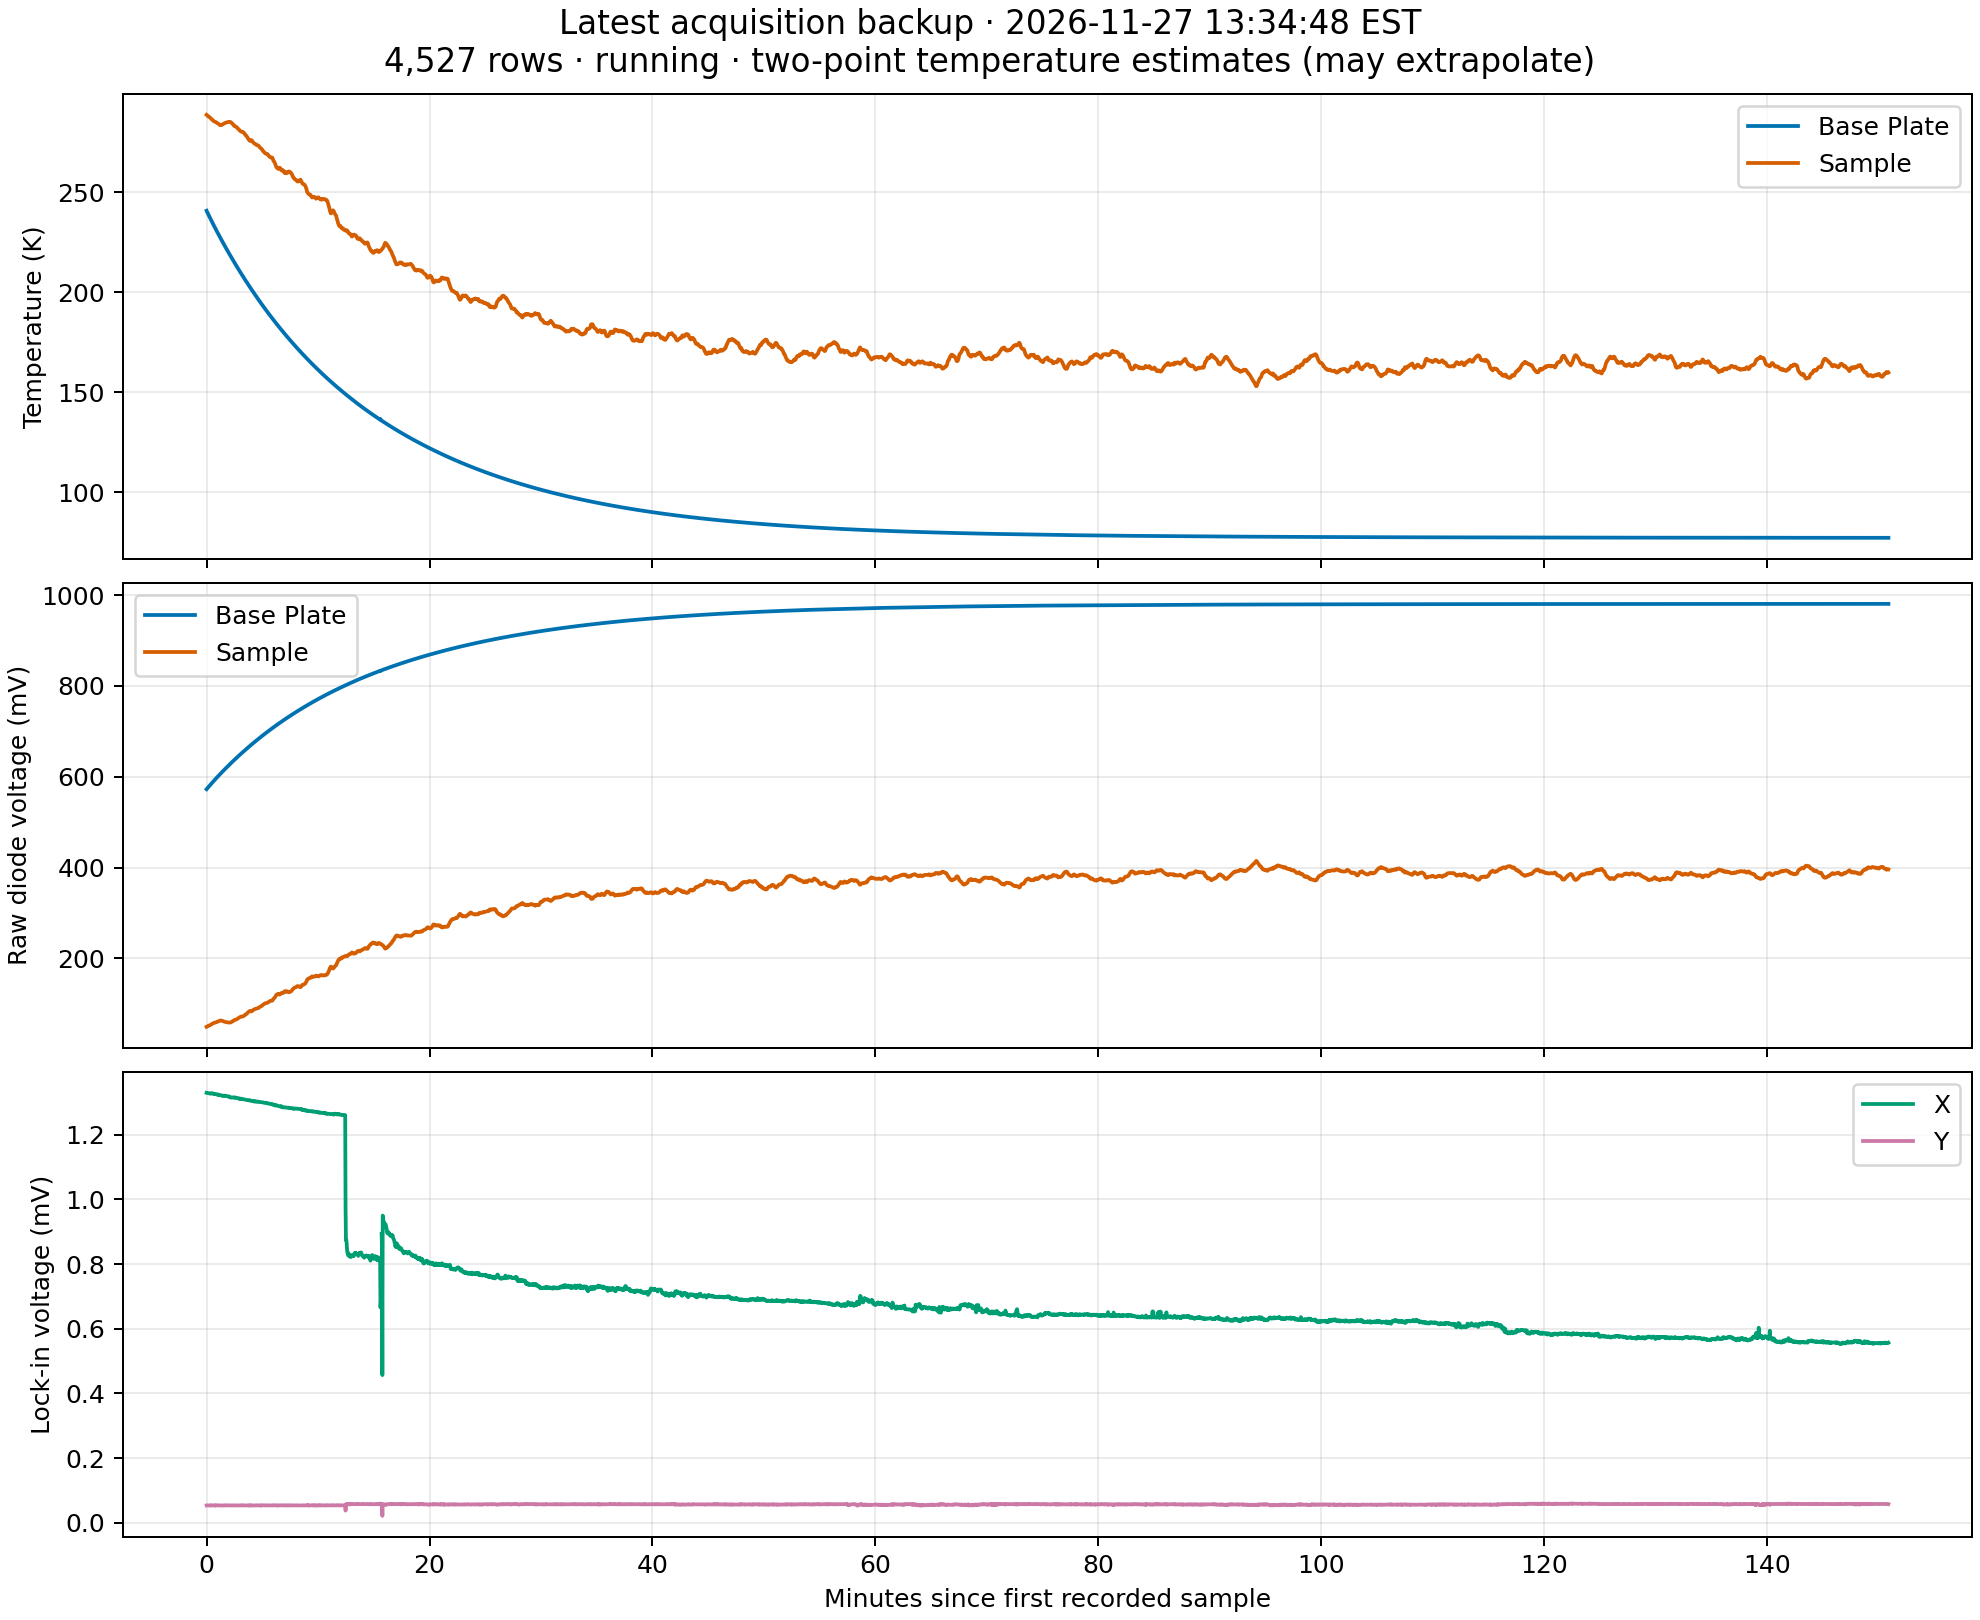 Latest acquisition backup · 2026-11-27 13:34:48 EST
4,527 rows · running · two-point temperature estimates (may extrapolate)
Temperature (K)
250
200
150
100
Base Plate
Sample
Raw diode voltage (mV)
1000
800
600
400
200
Base Plate
Sample
Lock-in voltage (mV)
1.2
1.0
0.8
0.6
0.4
0.2
0.0
X
Y
0 20 40 60 80 100 120 140
Minutes since first recorded sample